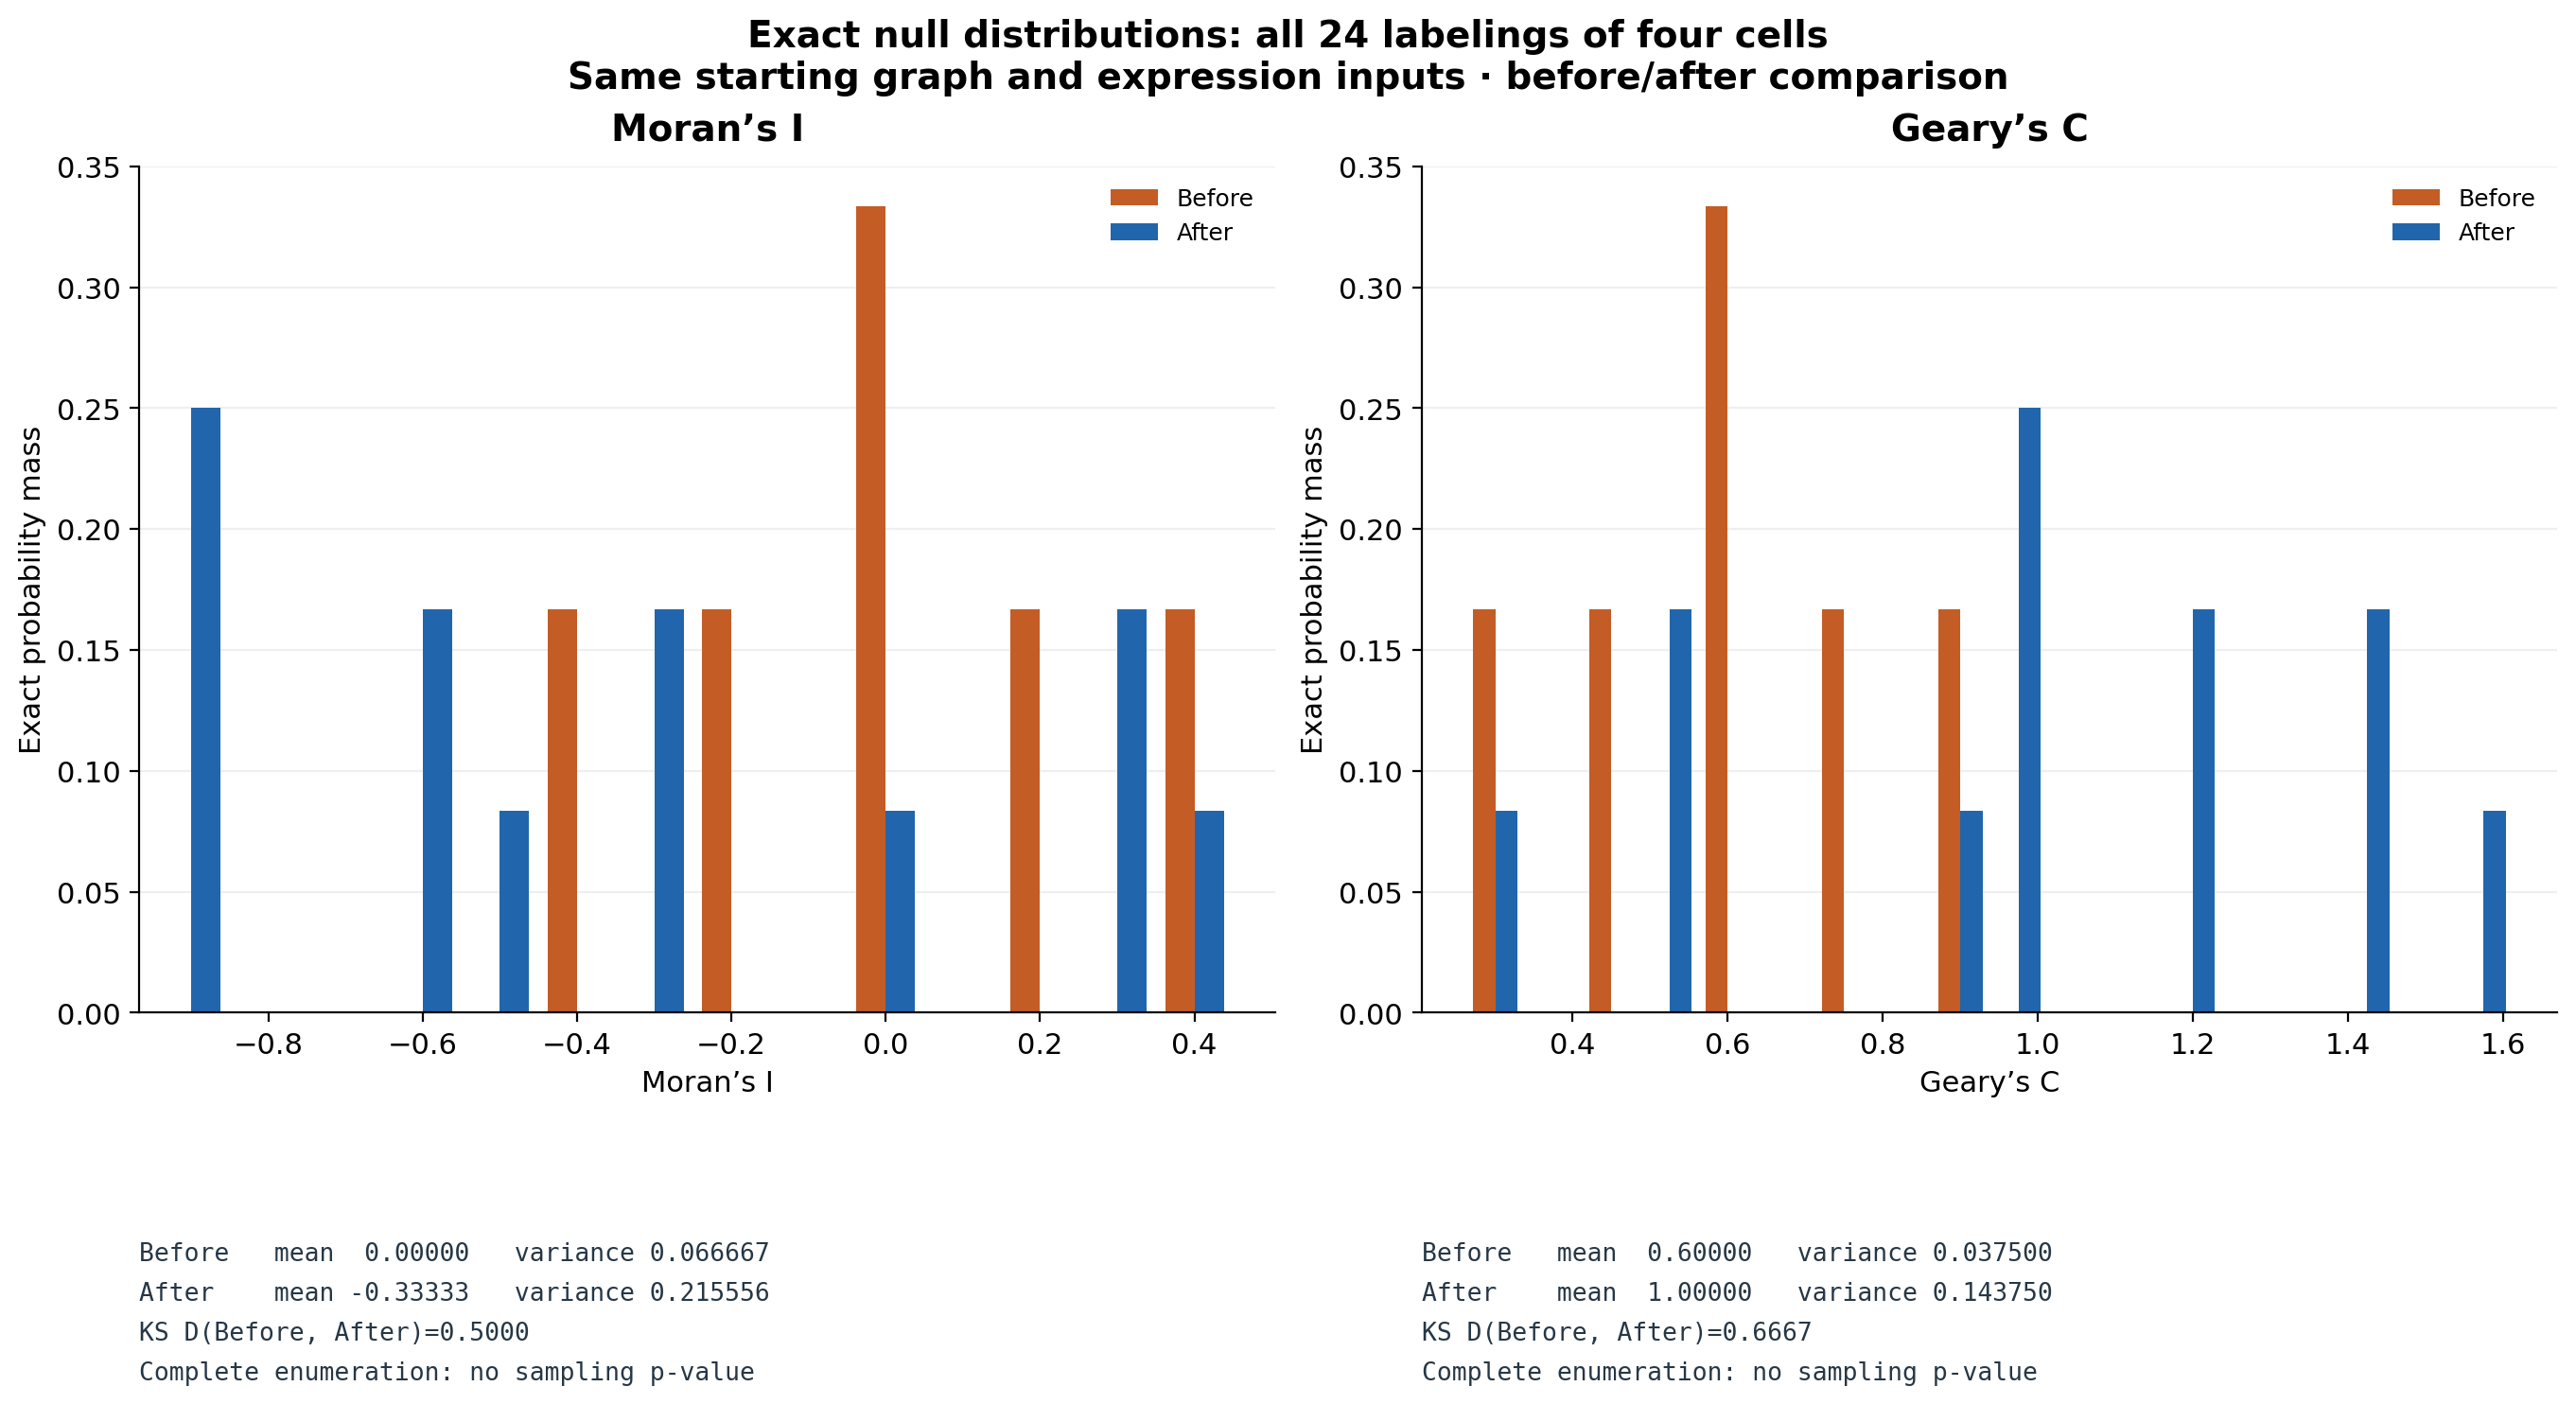 Exact null distributions: all 24 labelings of four cells
Same starting graph and expression inputs · before/after comparison
Moran’s I
0.35
0.30
0.25
0.20
0.15
0.10
0.05
0.00
Exact probability mass
Before
After
−0.8 −0.6 −0.4 −0.2 0.0 0.2 0.4
Moran’s I
Before mean 0.00000 variance 0.066667
After mean -0.33333 variance 0.215556
KS D(Before, After)=0.5000
Complete enumeration: no sampling p-value
Geary’s C
0.35
0.30
0.25
0.20
0.15
0.10
0.05
0.00
Exact probability mass
Before
After
0.4 0.6 0.8 1.0 1.2 1.4 1.6
Geary’s C
Before mean 0.60000 variance 0.037500
After mean 1.00000 variance 0.143750
KS D(Before, After)=0.6667
Complete enumeration: no sampling p-value